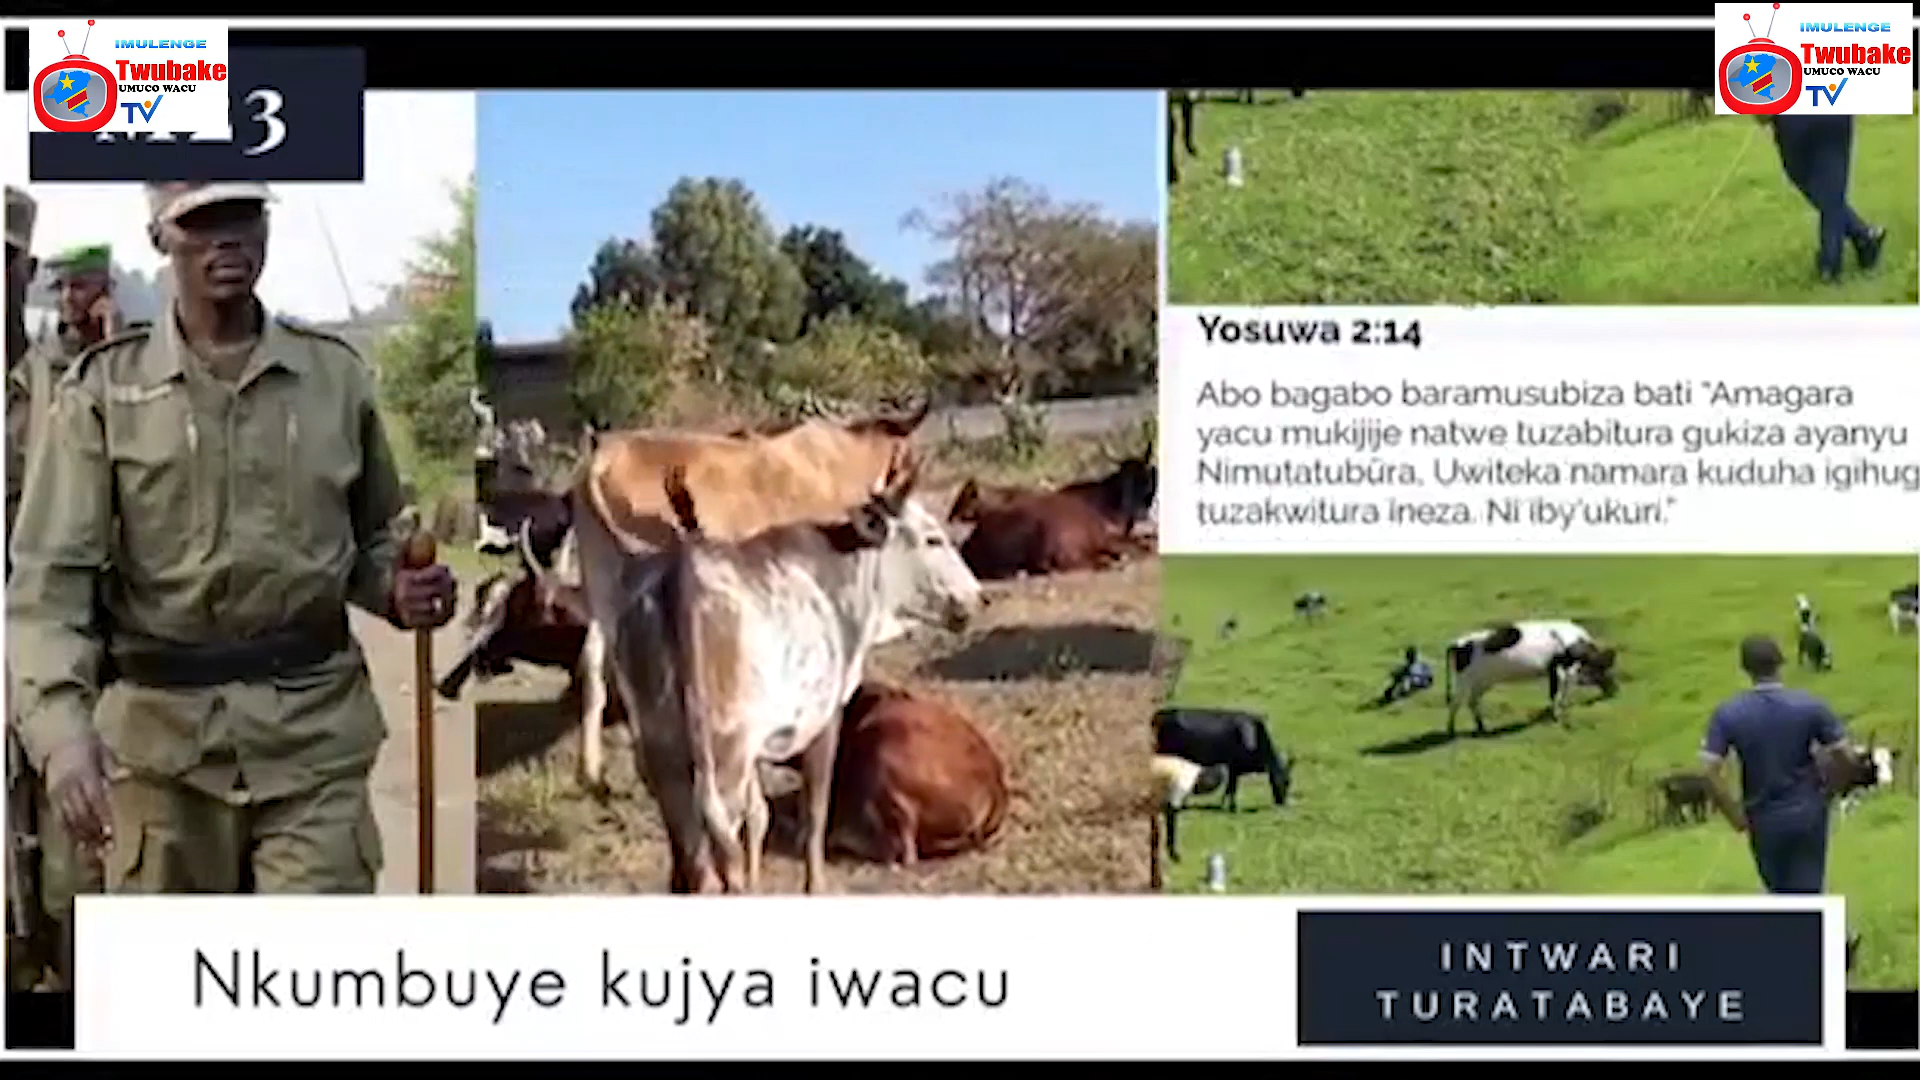 IMULENGE
Twubake
UMUCO WACU
TV
IMULENGE
Twubake
UMUCO WACU
TV
Yosuwa 2:14
Abo bagabo baramusubiza bati "Amagara
yacu mukijije natwe tuzabitura gukiza ayanyu
Nimutatubūra, Uwiteka namara kuduha igihug
tuzakwitura ineza. Ni iby'ukuri."
Nkumbuye kujya iwacu
INTWARI
TURATABAYE